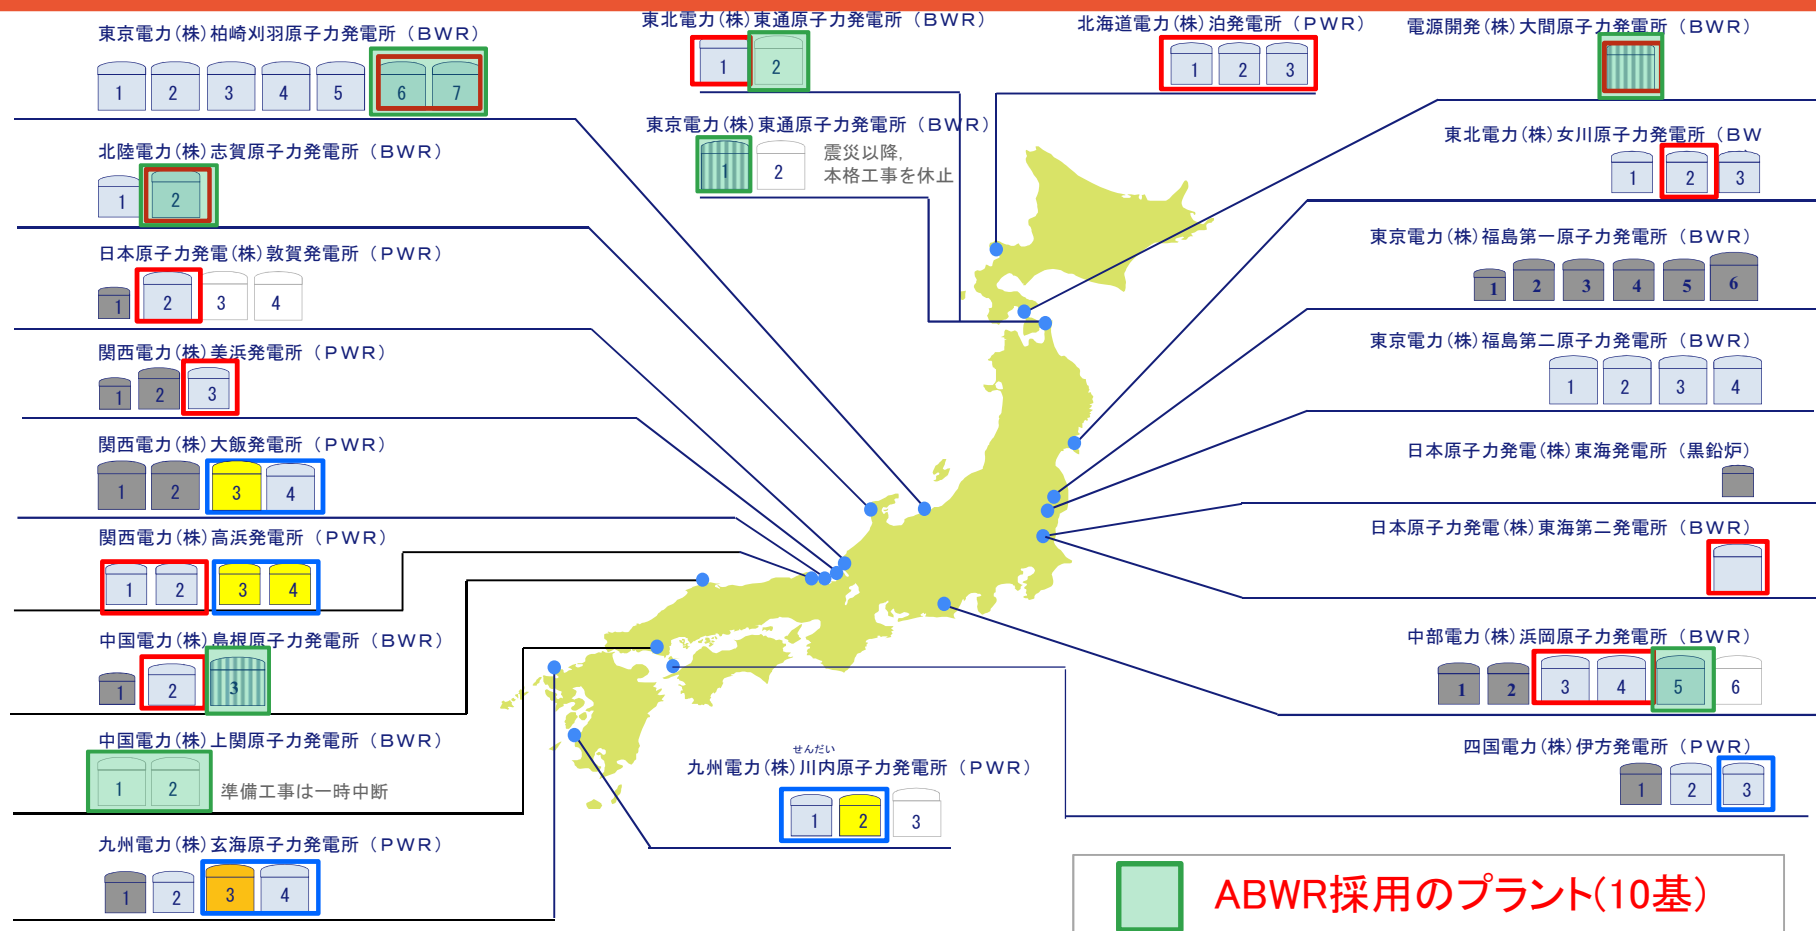 東京電力(株)柏崎刈羽原子力発電所（BWR）
1 2 3 4 5 6 7
北陸電力(株)志賀原子力発電所（BWR）
1 2
日本原子力発電(株)敦賀発電所（PWR）
1 2 3 4
関西電力(株)美浜発電所（PWR）
1 2 3
関西電力(株)大飯発電所（PWR）
1 2 3 4
関西電力(株)高浜発電所（PWR）
1 2 3 4
中国電力(株)島根原子力発電所（BWR）
1 2 3
中国電力(株)上関原子力発電所（BWR）
1 2 準備工事は一時中断
九州電力(株)玄海原子力発電所（PWR）
1 2 3 4
東北電力(株)東通原子力発電所（BWR）
1 2
東京電力(株)東通原子力発電所（BWR）
1 2 震災以降,
本格工事を休止
せんだい
九州電力(株)川内原子力発電所（PWR）
1 2 3
北海道電力(株)泊発電所（PWR）
1 2 3
電源開発(株)大間原子力発電所（BWR）
東北電力(株)女川原子力発電所（BW
1 2 3
東京電力(株)福島第一原子力発電所（BWR）
1 2 3 4 5 6
東京電力(株)福島第二原子力発電所（BWR）
1 2 3 4
日本原子力発電(株)東海発電所（黒鉛炉）
日本原子力発電(株)東海第二発電所（BWR）
中部電力(株)浜岡原子力発電所（BWR）
1 2 3 4 5 6
四国電力(株)伊方発電所（PWR）
1 2 3
ABWR採用のプラント(10基)